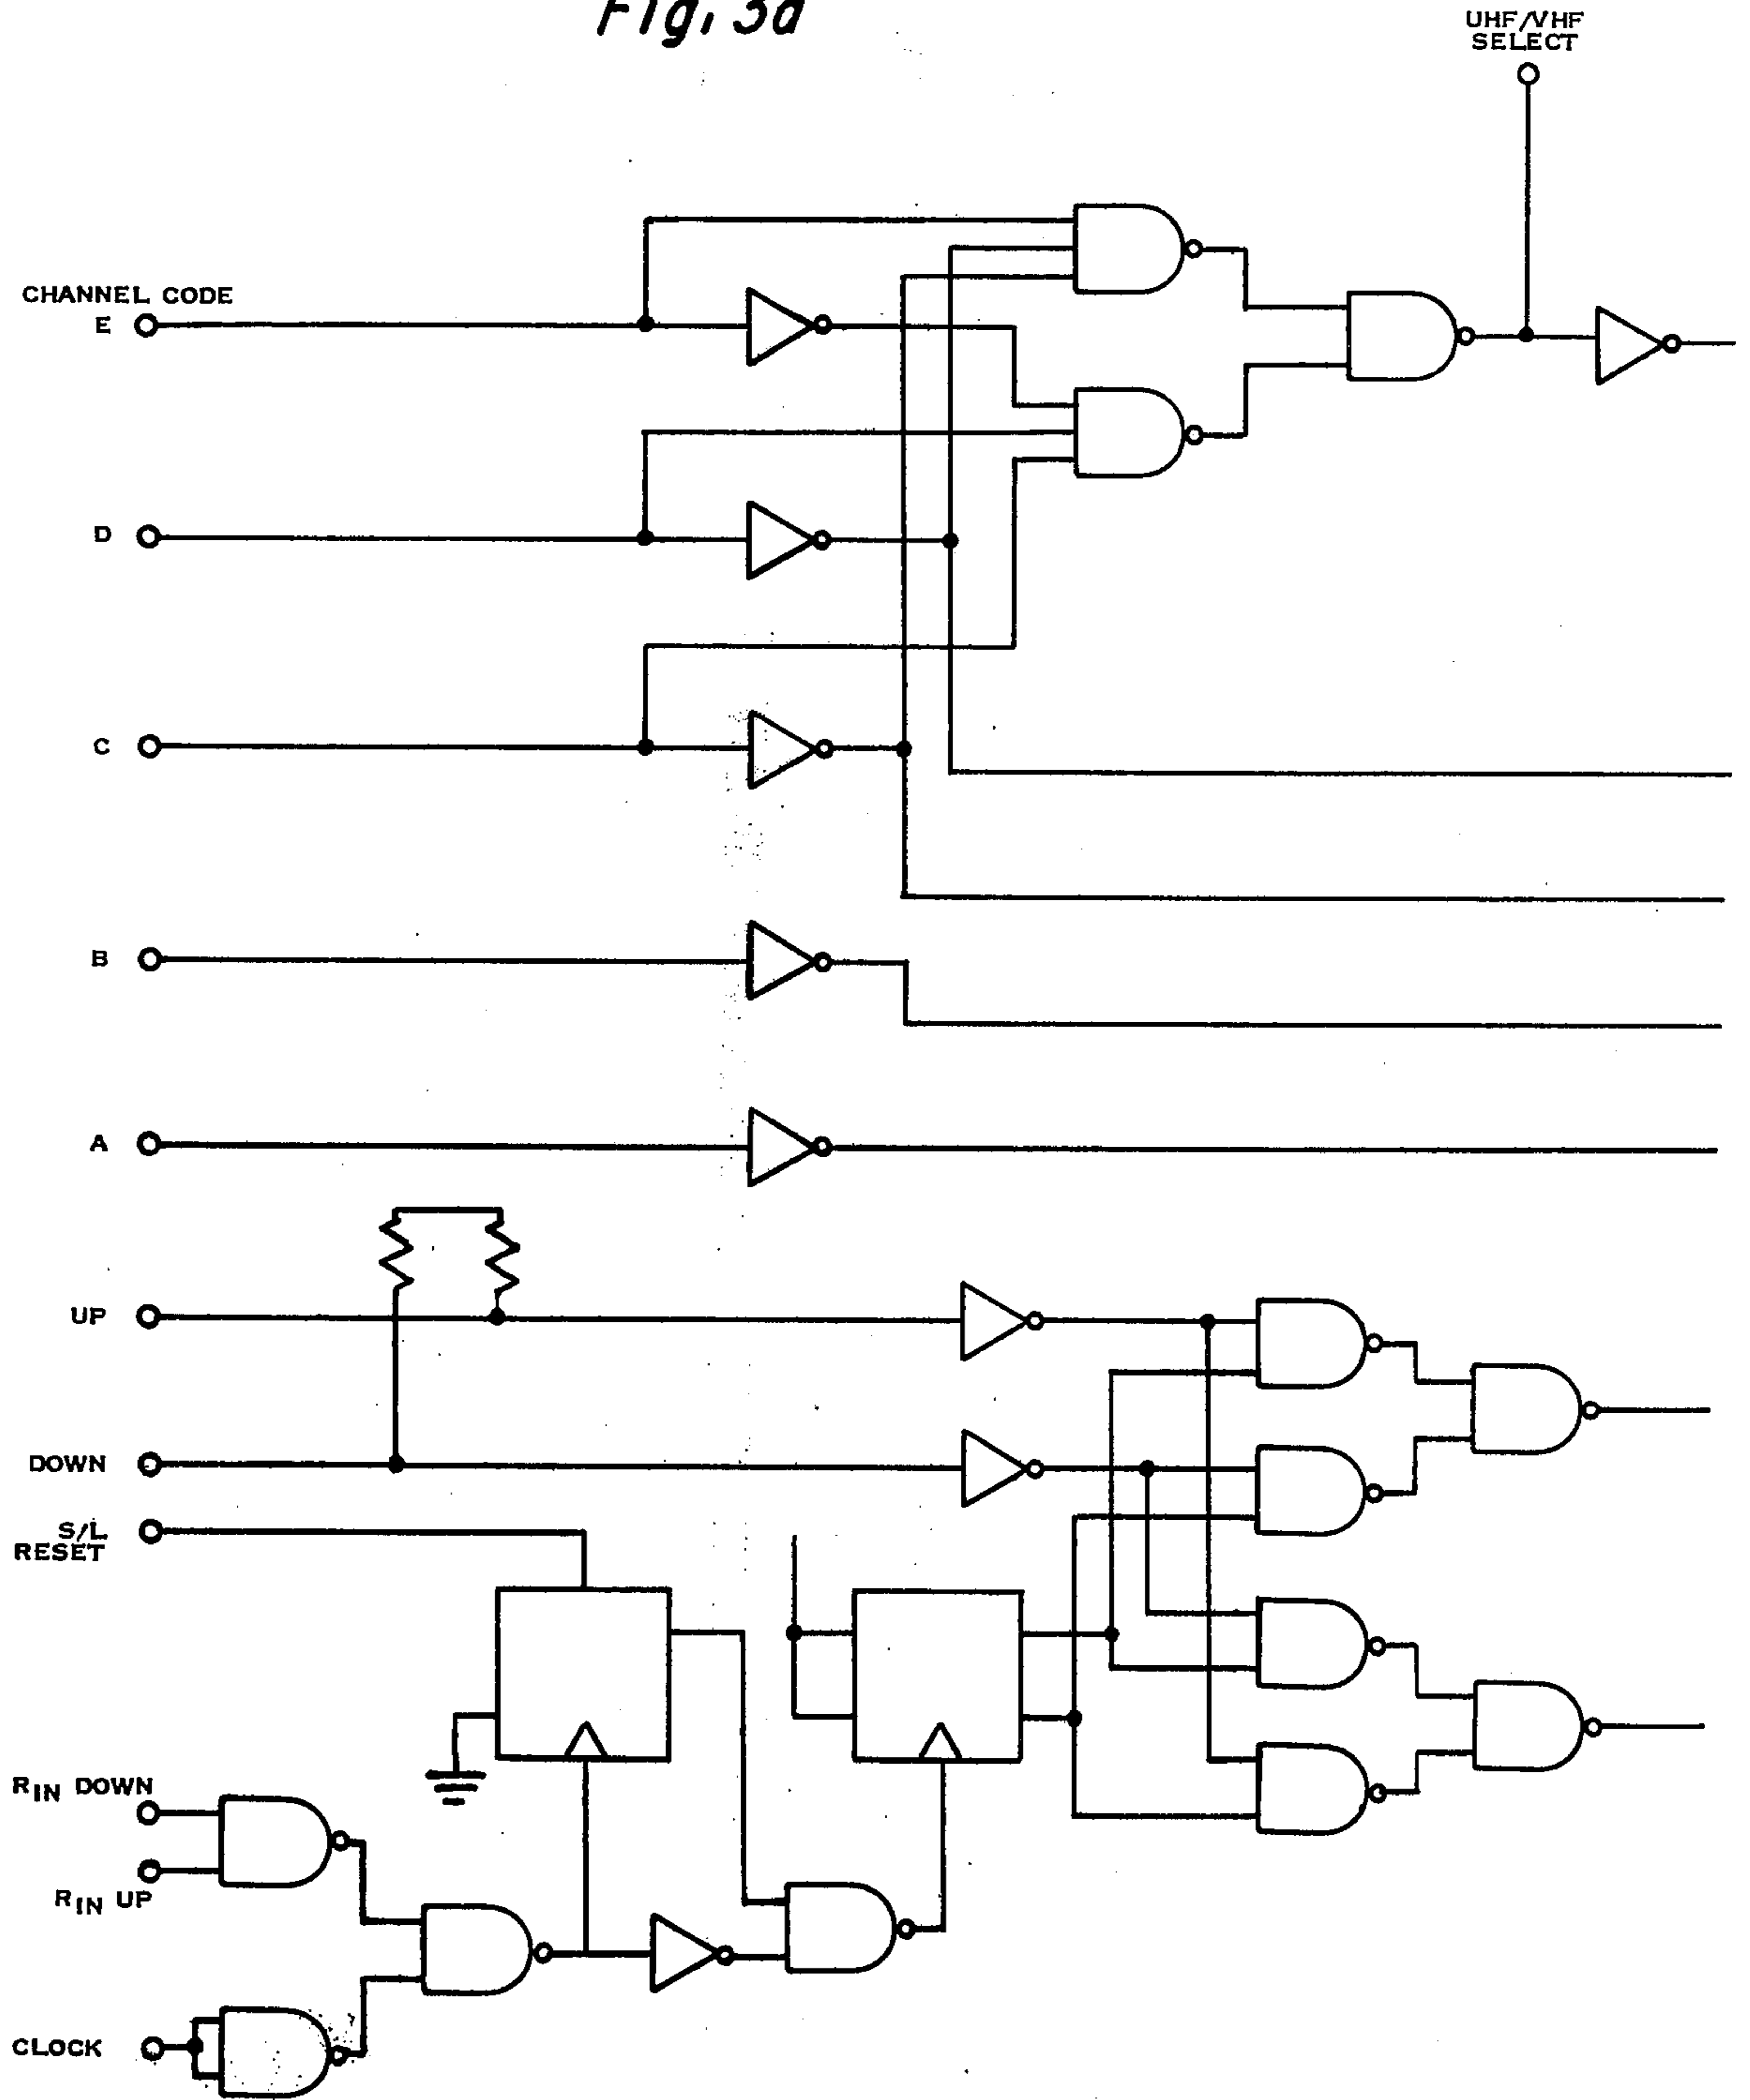 Fig. 3a
UHF/VHF
SELECT
CHANNEL CODE
E
D
C
B
A
UP
DOWN
S/L
RESET
RIN DOWN
RIN UP
CLOCK